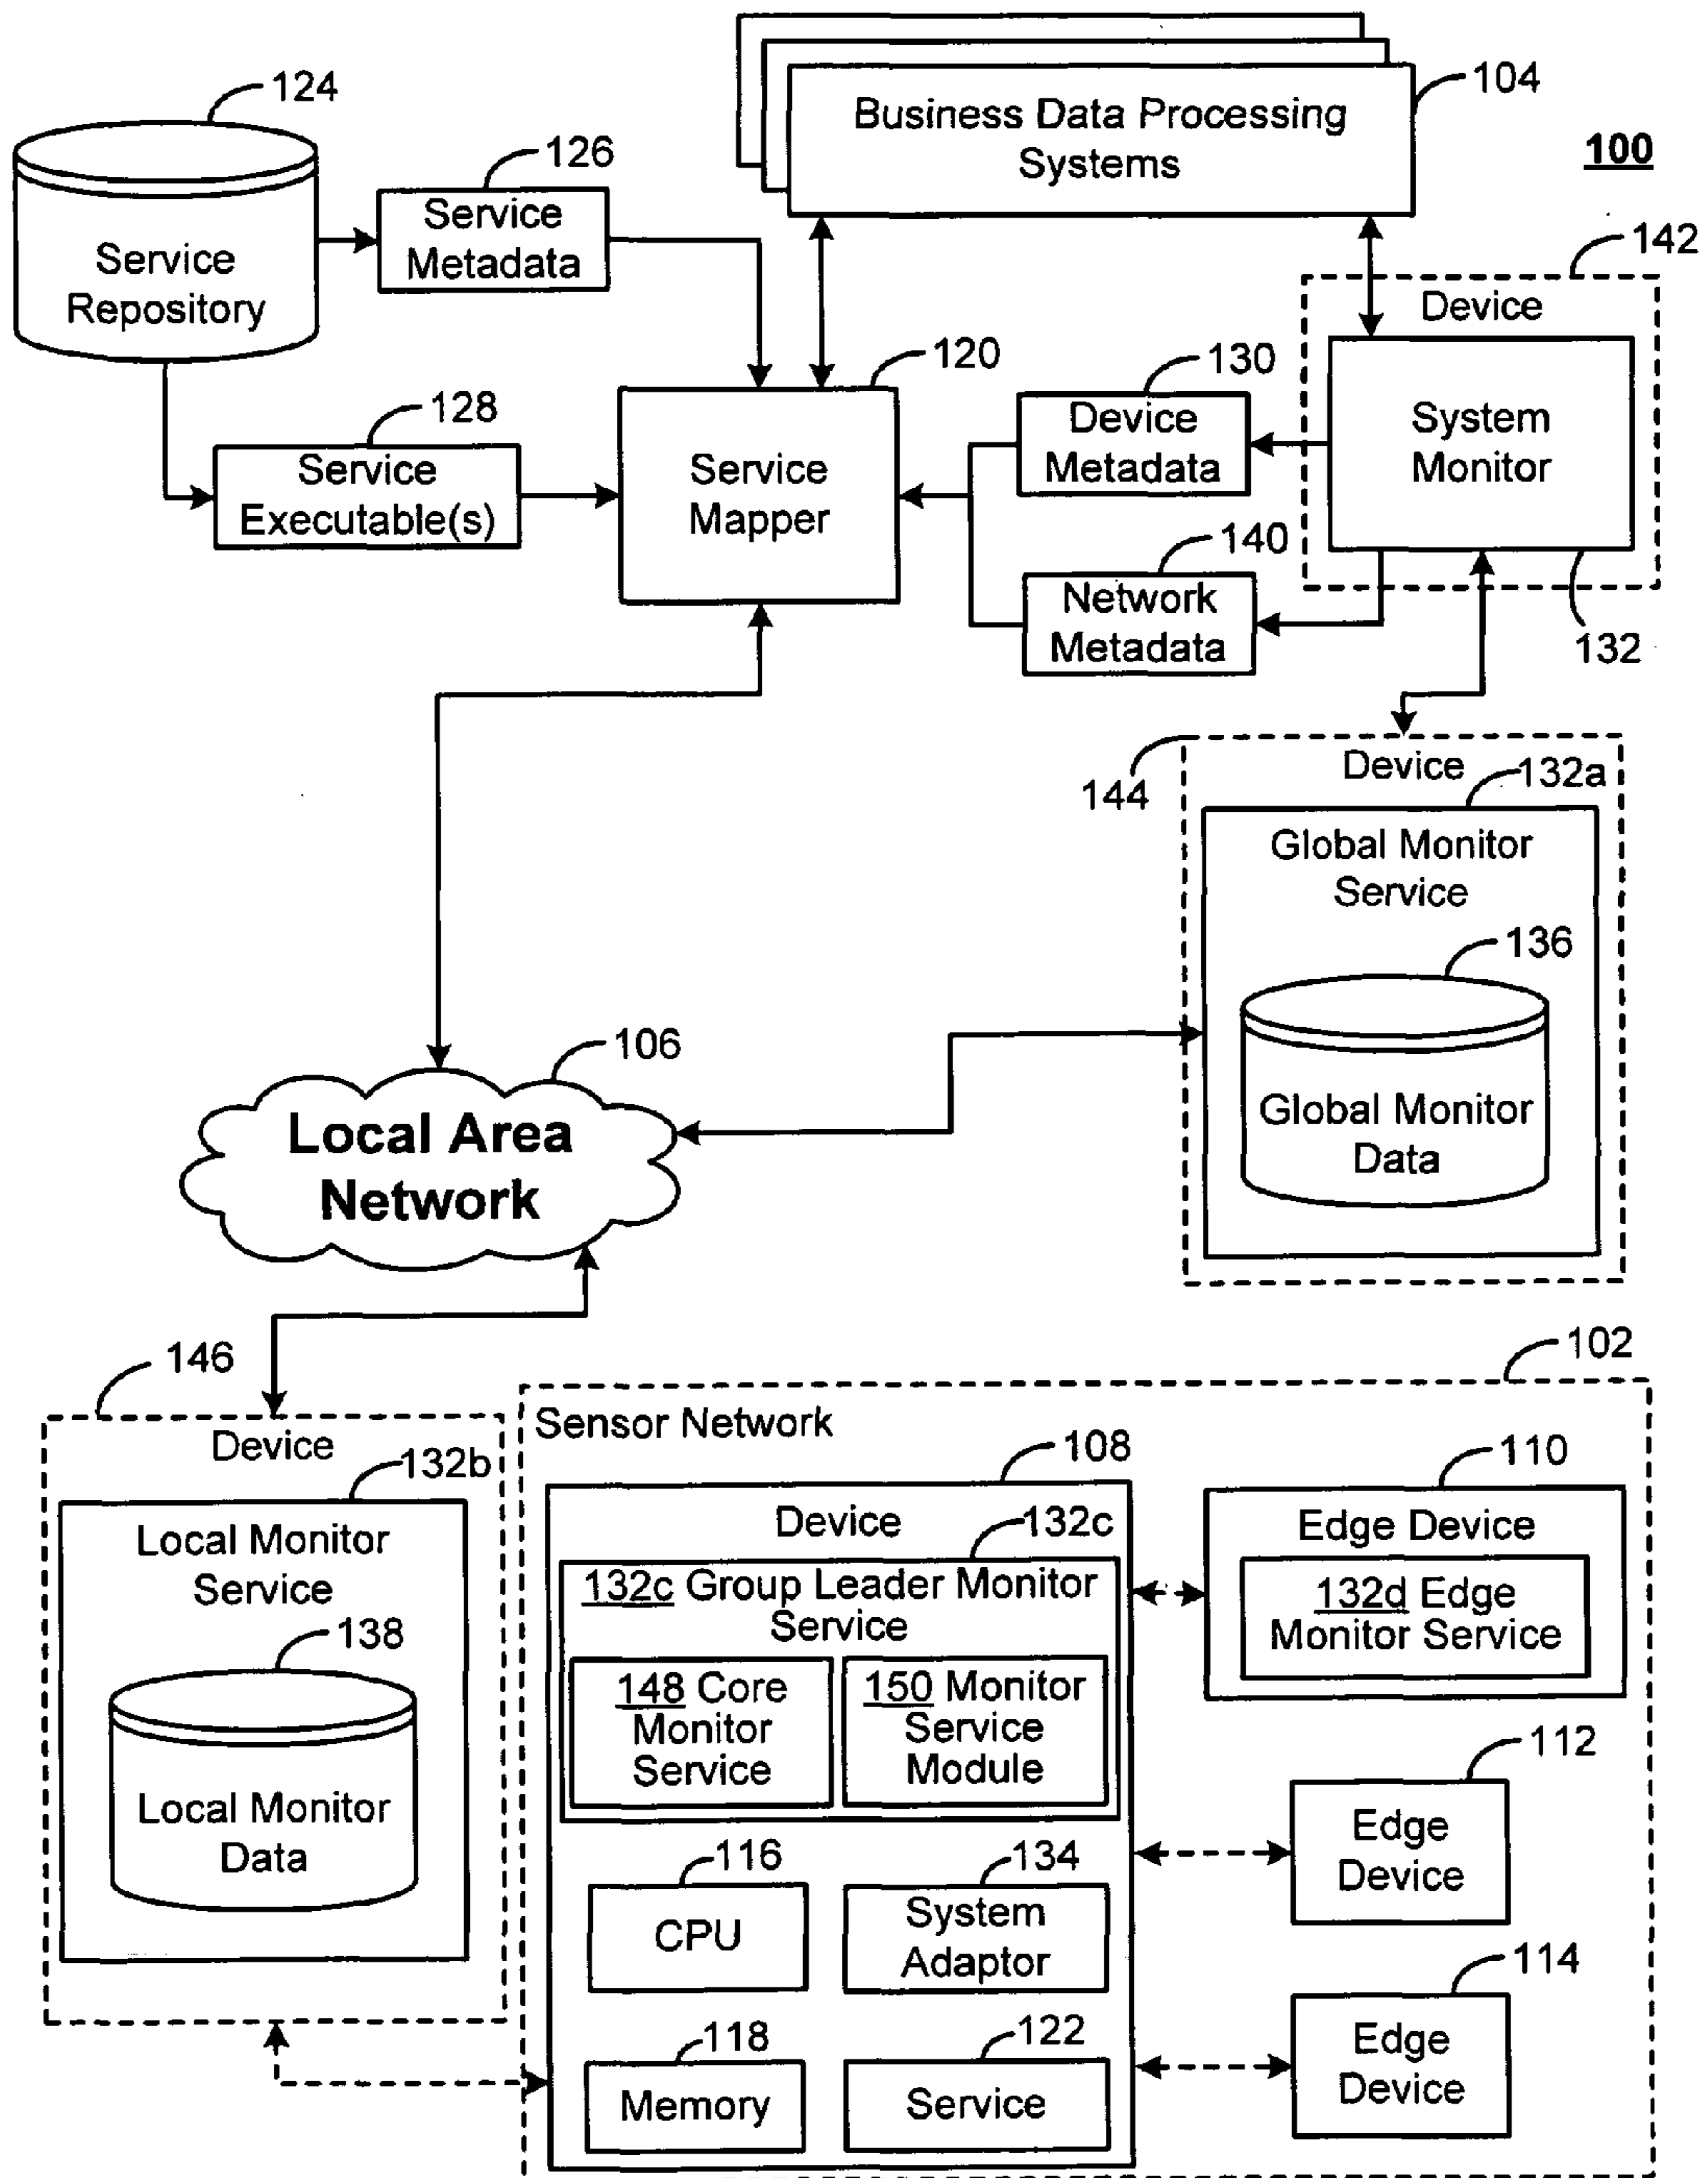 104
Business Data Processing
Systems
100
124
Service
Repository
126
Service
Metadata
142
Device
System
Monitor
132
128
Service
Executable(s)
120
Service
Mapper
130
Device
Metadata
140
Network
Metadata
144
Device
132a
Global Monitor
Service
136
Global Monitor
Data
106
Local Area
Network
146
Device
132b
Local Monitor
Service
138
Local Monitor
Data
102
Sensor Network
108
Device
132c
132c Group Leader Monitor
Service
148 Core
Monitor
Service
150 Monitor
Service
Module
116
CPU
134
System
Adaptor
118
Memory
122
Service
110
Edge Device
132d Edge
Monitor Service
112
Edge
Device
114
Edge
Device